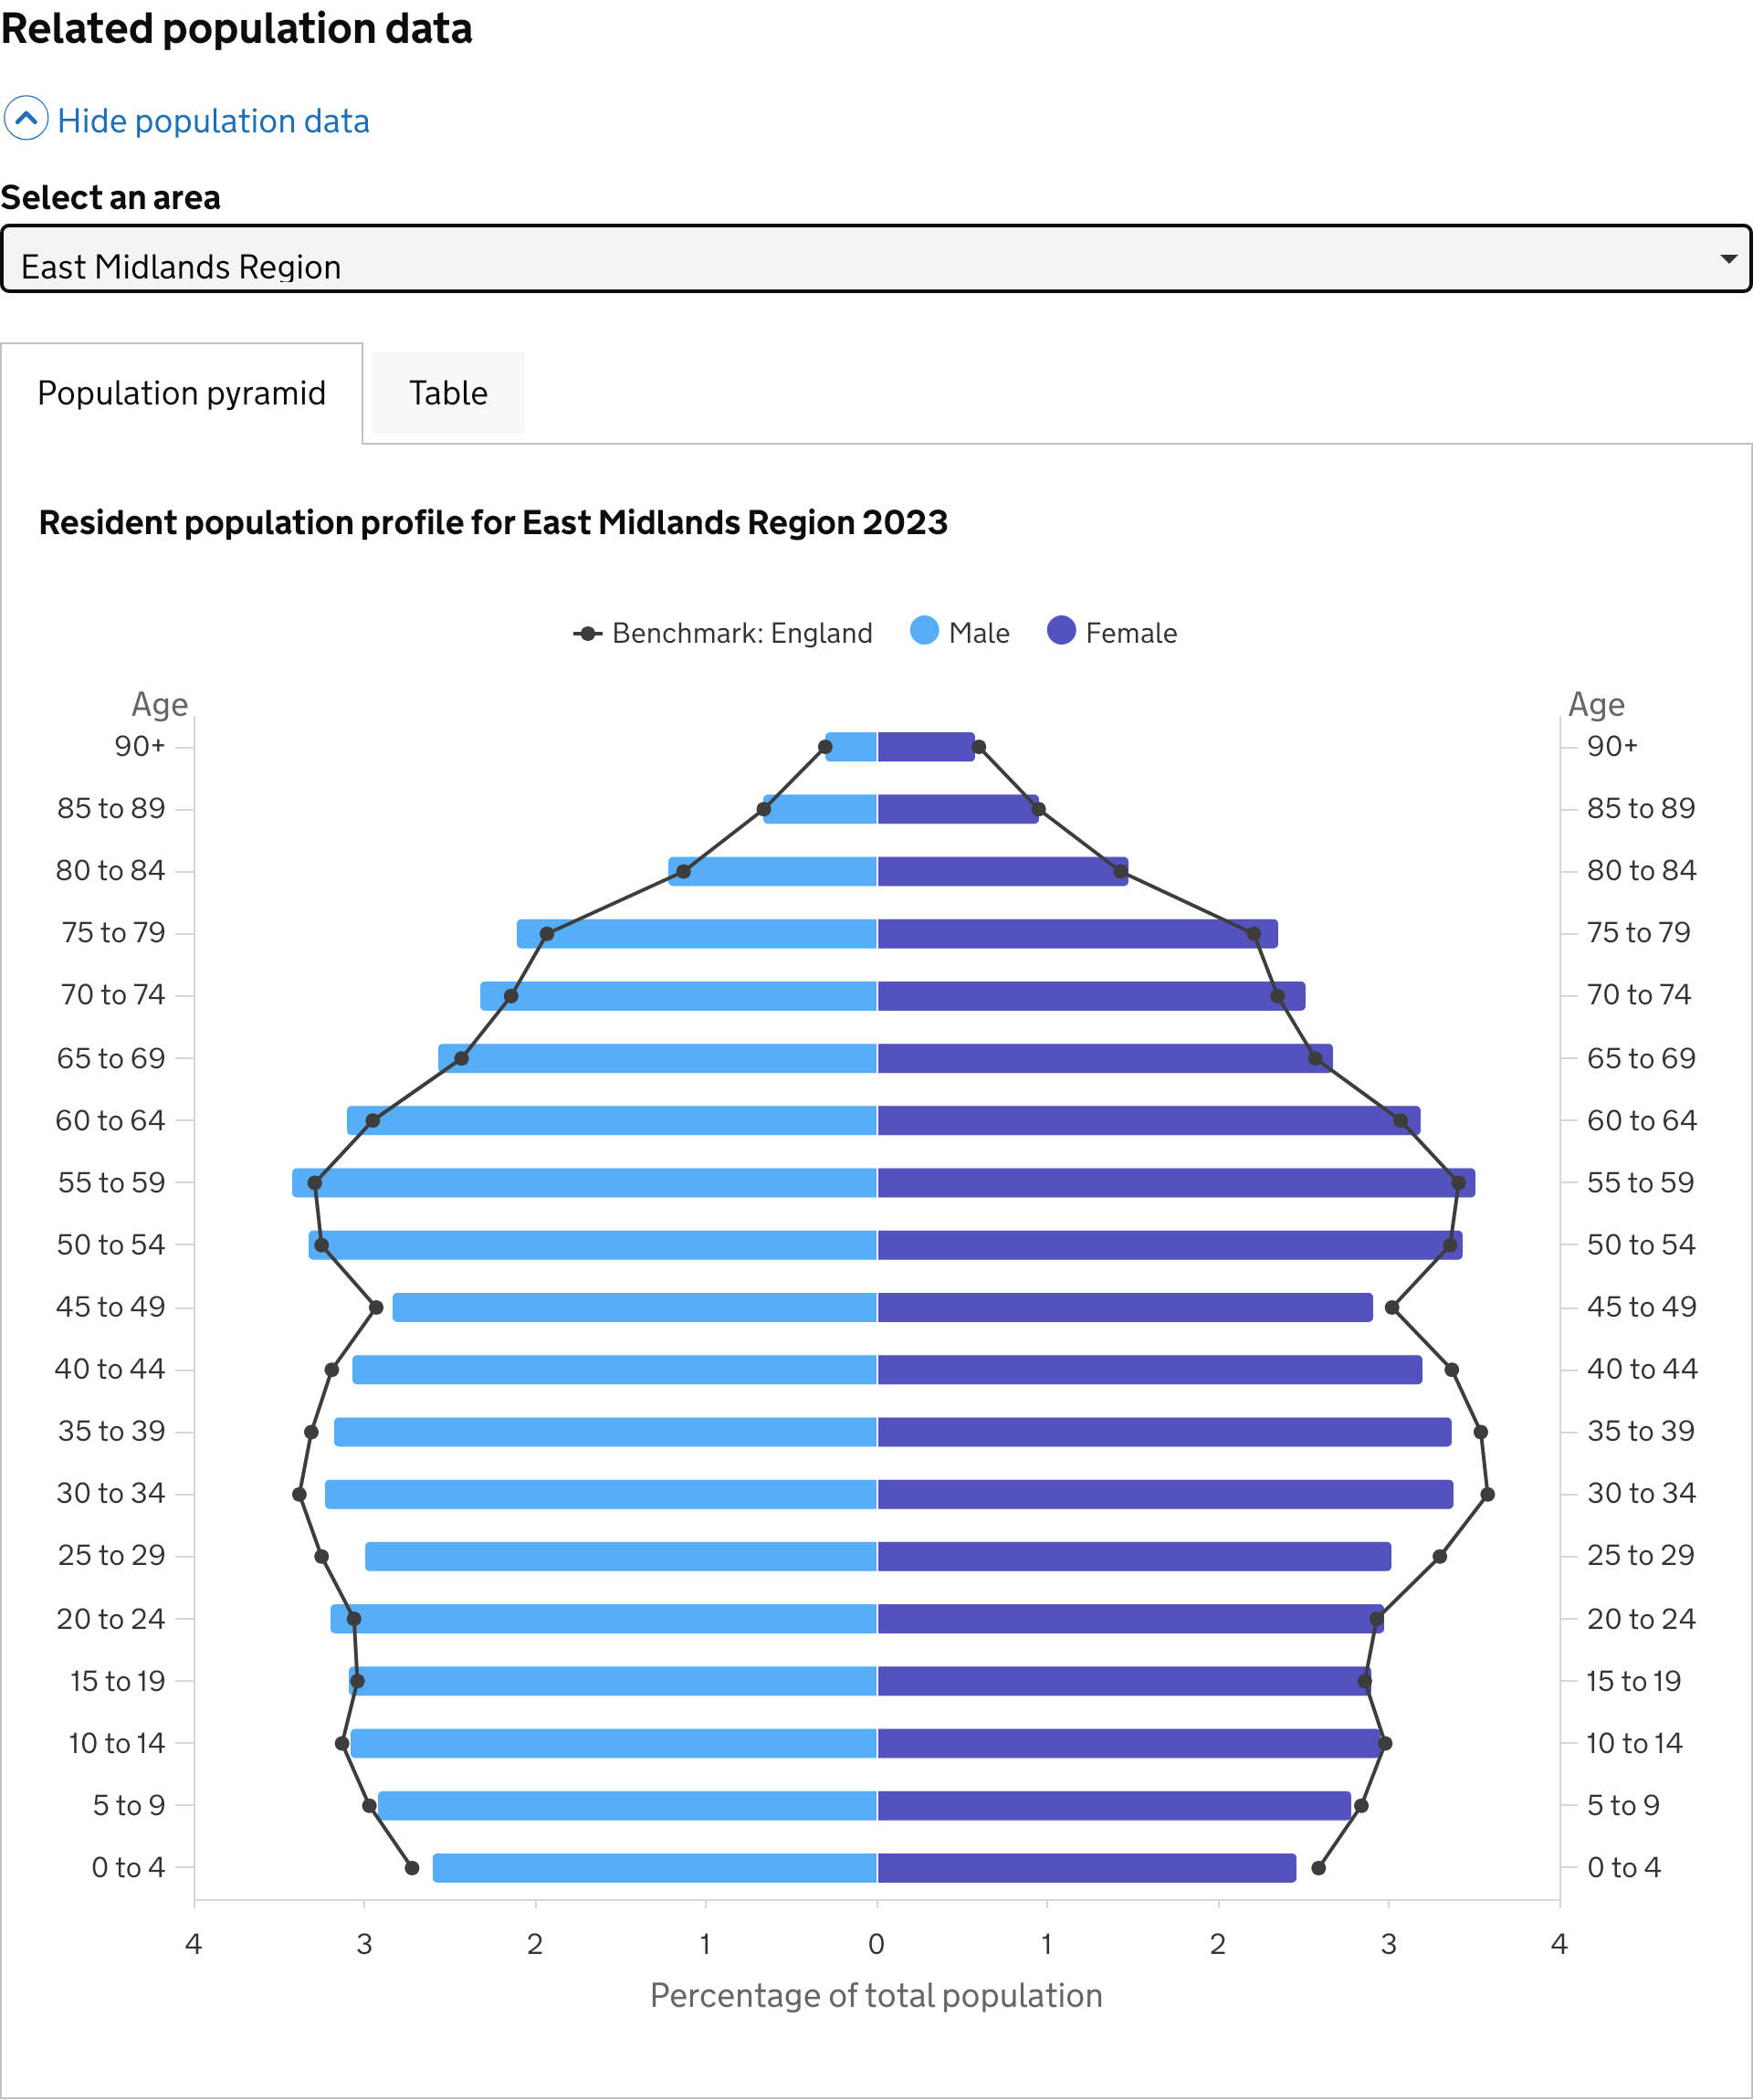 Related population data
Hide population data
Select an area
East Midlands Region
Population pyramid Table
Resident population profile for East Midlands Region 2023
Benchmark: England Male Female
Age Age
90+ 90+
85 to 89 85 to 89
80 to 84 80 to 84
75 to 79 75 to 79
70 to 74 70 to 74
65 to 69 65 to 69
60 to 64 60 to 64
55 to 59 55 to 59
50 to 54 50 to 54
45 to 49 45 to 49
40 to 44 40 to 44
35 to 39 35 to 39
30 to 34 30 to 34
25 to 29 25 to 29
20 to 24 20 to 24
15 to 19 15 to 19
10 to 14 10 to 14
5 to 9 5 to 9
0 to 4 0 to 4
4 3 2 1 0 1 2 3 4
Percentage of total population